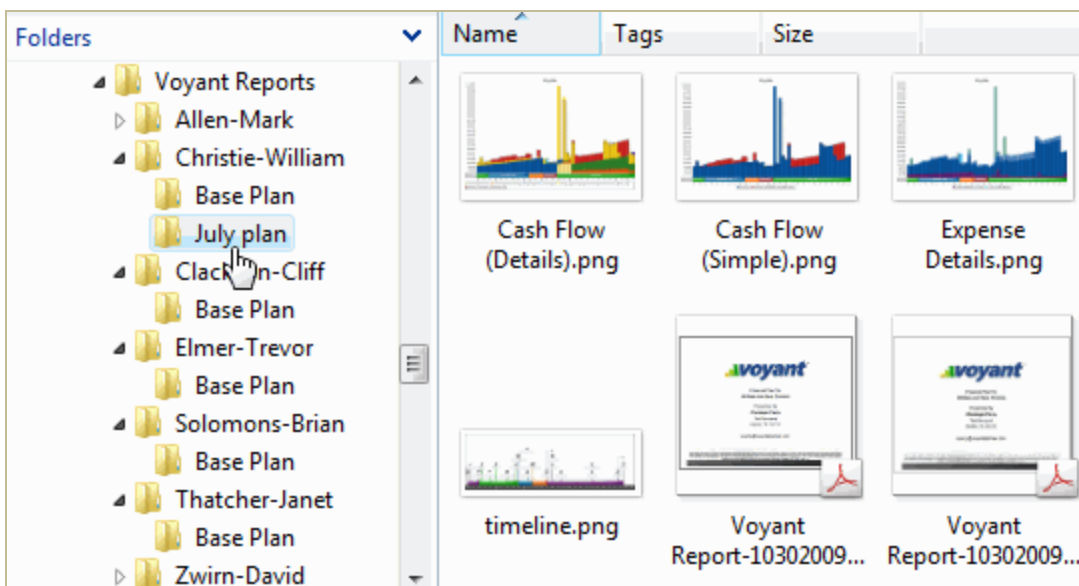 Folders
Voyant Reports
Allen-Mark
Christie-William
Base Plan
July plan
Clac n-Cliff
Base Plan
Elmer-Trevor
Base Plan
Solomons-Brian
Base Plan
Thatcher-Janet
Base Plan
Zwirn-David
Name Tags Size
Cash Flow
(Details).png
Cash Flow
(Simple).png
Expense
Details.png
timeline.png
voyant
Voyant
Report-10302009...
voyant
Voyant
Report-10302009...